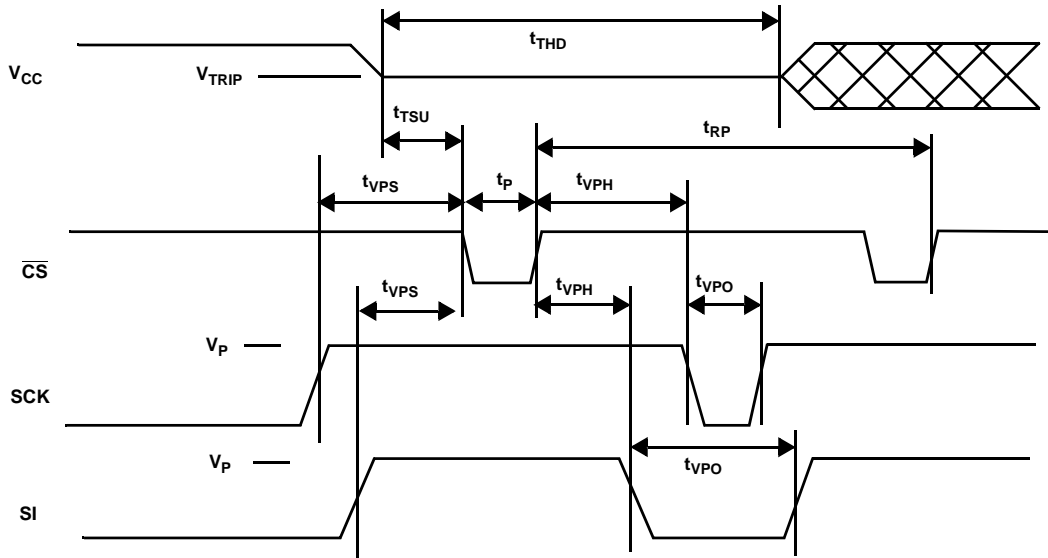 t_THD
V_CC
V_TRIP
t_TSU
t_RP
t_VPS
t_P
t_VPH
CS
t_VPS
t_VPH
t_VPO
V_P
SCK
V_P
t_VPO
SI